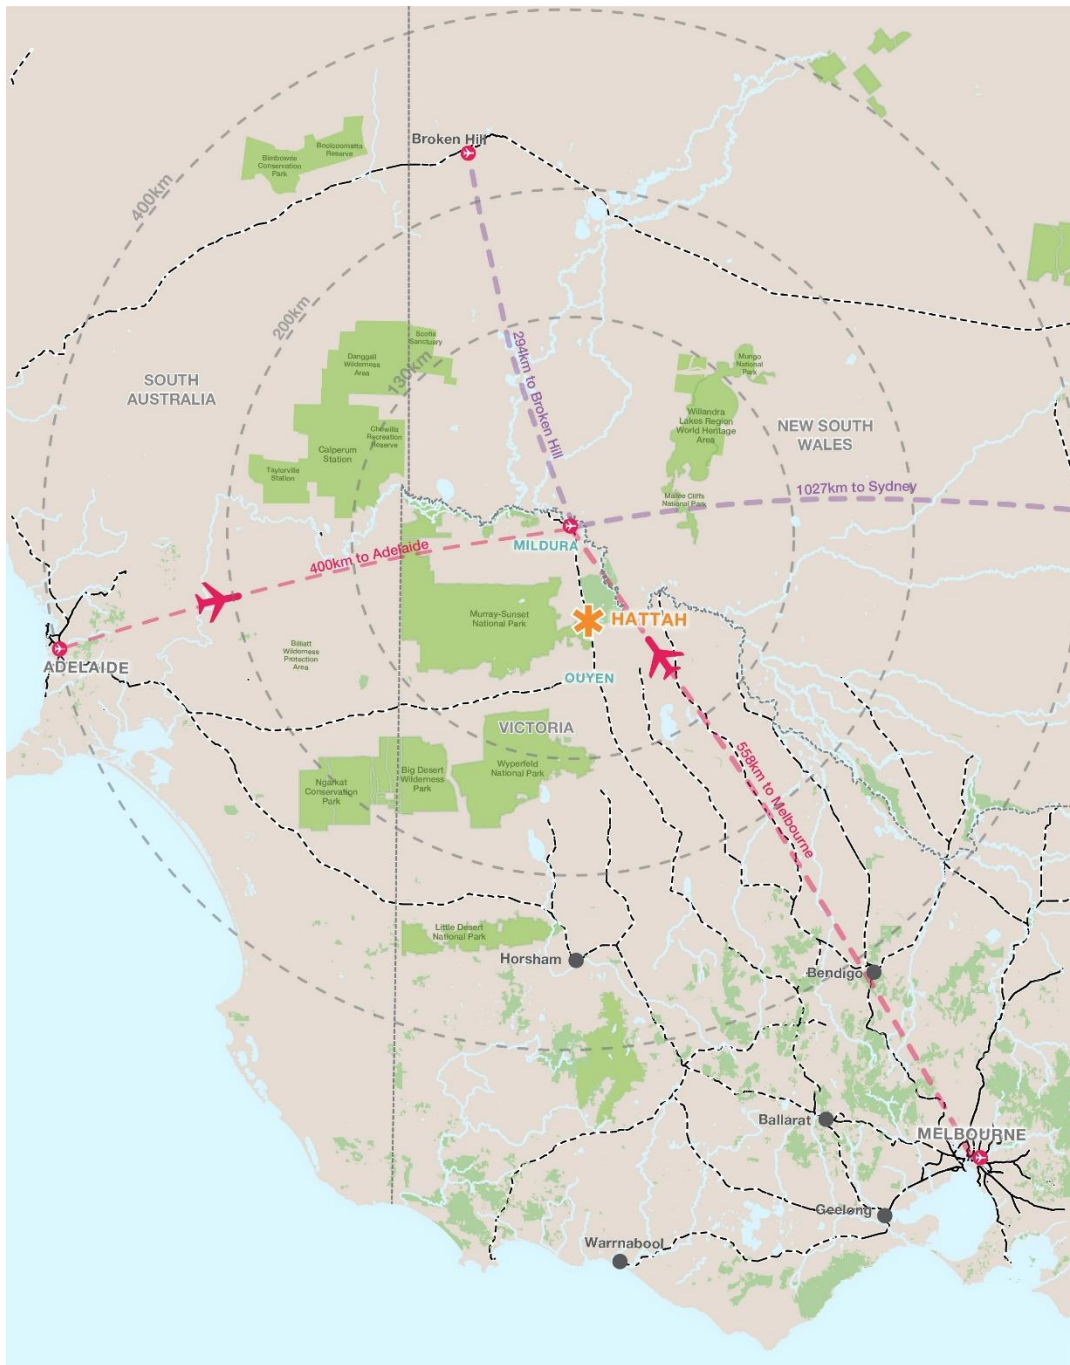 Broken Hill
Boolcoomatta
Reserve
Bimbowrie
Conservation
Park
400km
200km
130km
294km to Broken Hill
Scotia
Sanctuary
Danggali
Wilderness
Area
Mungo
National
Park
SOUTH
AUSTRALIA
Willandra
Lakes Region
World Heritage
Area
NEW SOUTH
WALES
Chowilla
Recreation
Reserve
Calperum
Station
Taylorville
Station
Mallee Cliffs
National Park
1027km to Sydney
MILDURA
400km to Adelaide
Murray-Sunset
National Park
HATTAH
Billiatt
Wilderness
Protection
Area
ADELAIDE
OUYEN
VICTORIA
558km to Melbourne
Wyperfeld
National Park
Big Desert
Wilderness
Park
Ngarkat
Conservation
Park
Little Desert
National Park
Horsham
Bendigo
Ballarat
MELBOURNE
Geelong
Warrnabool